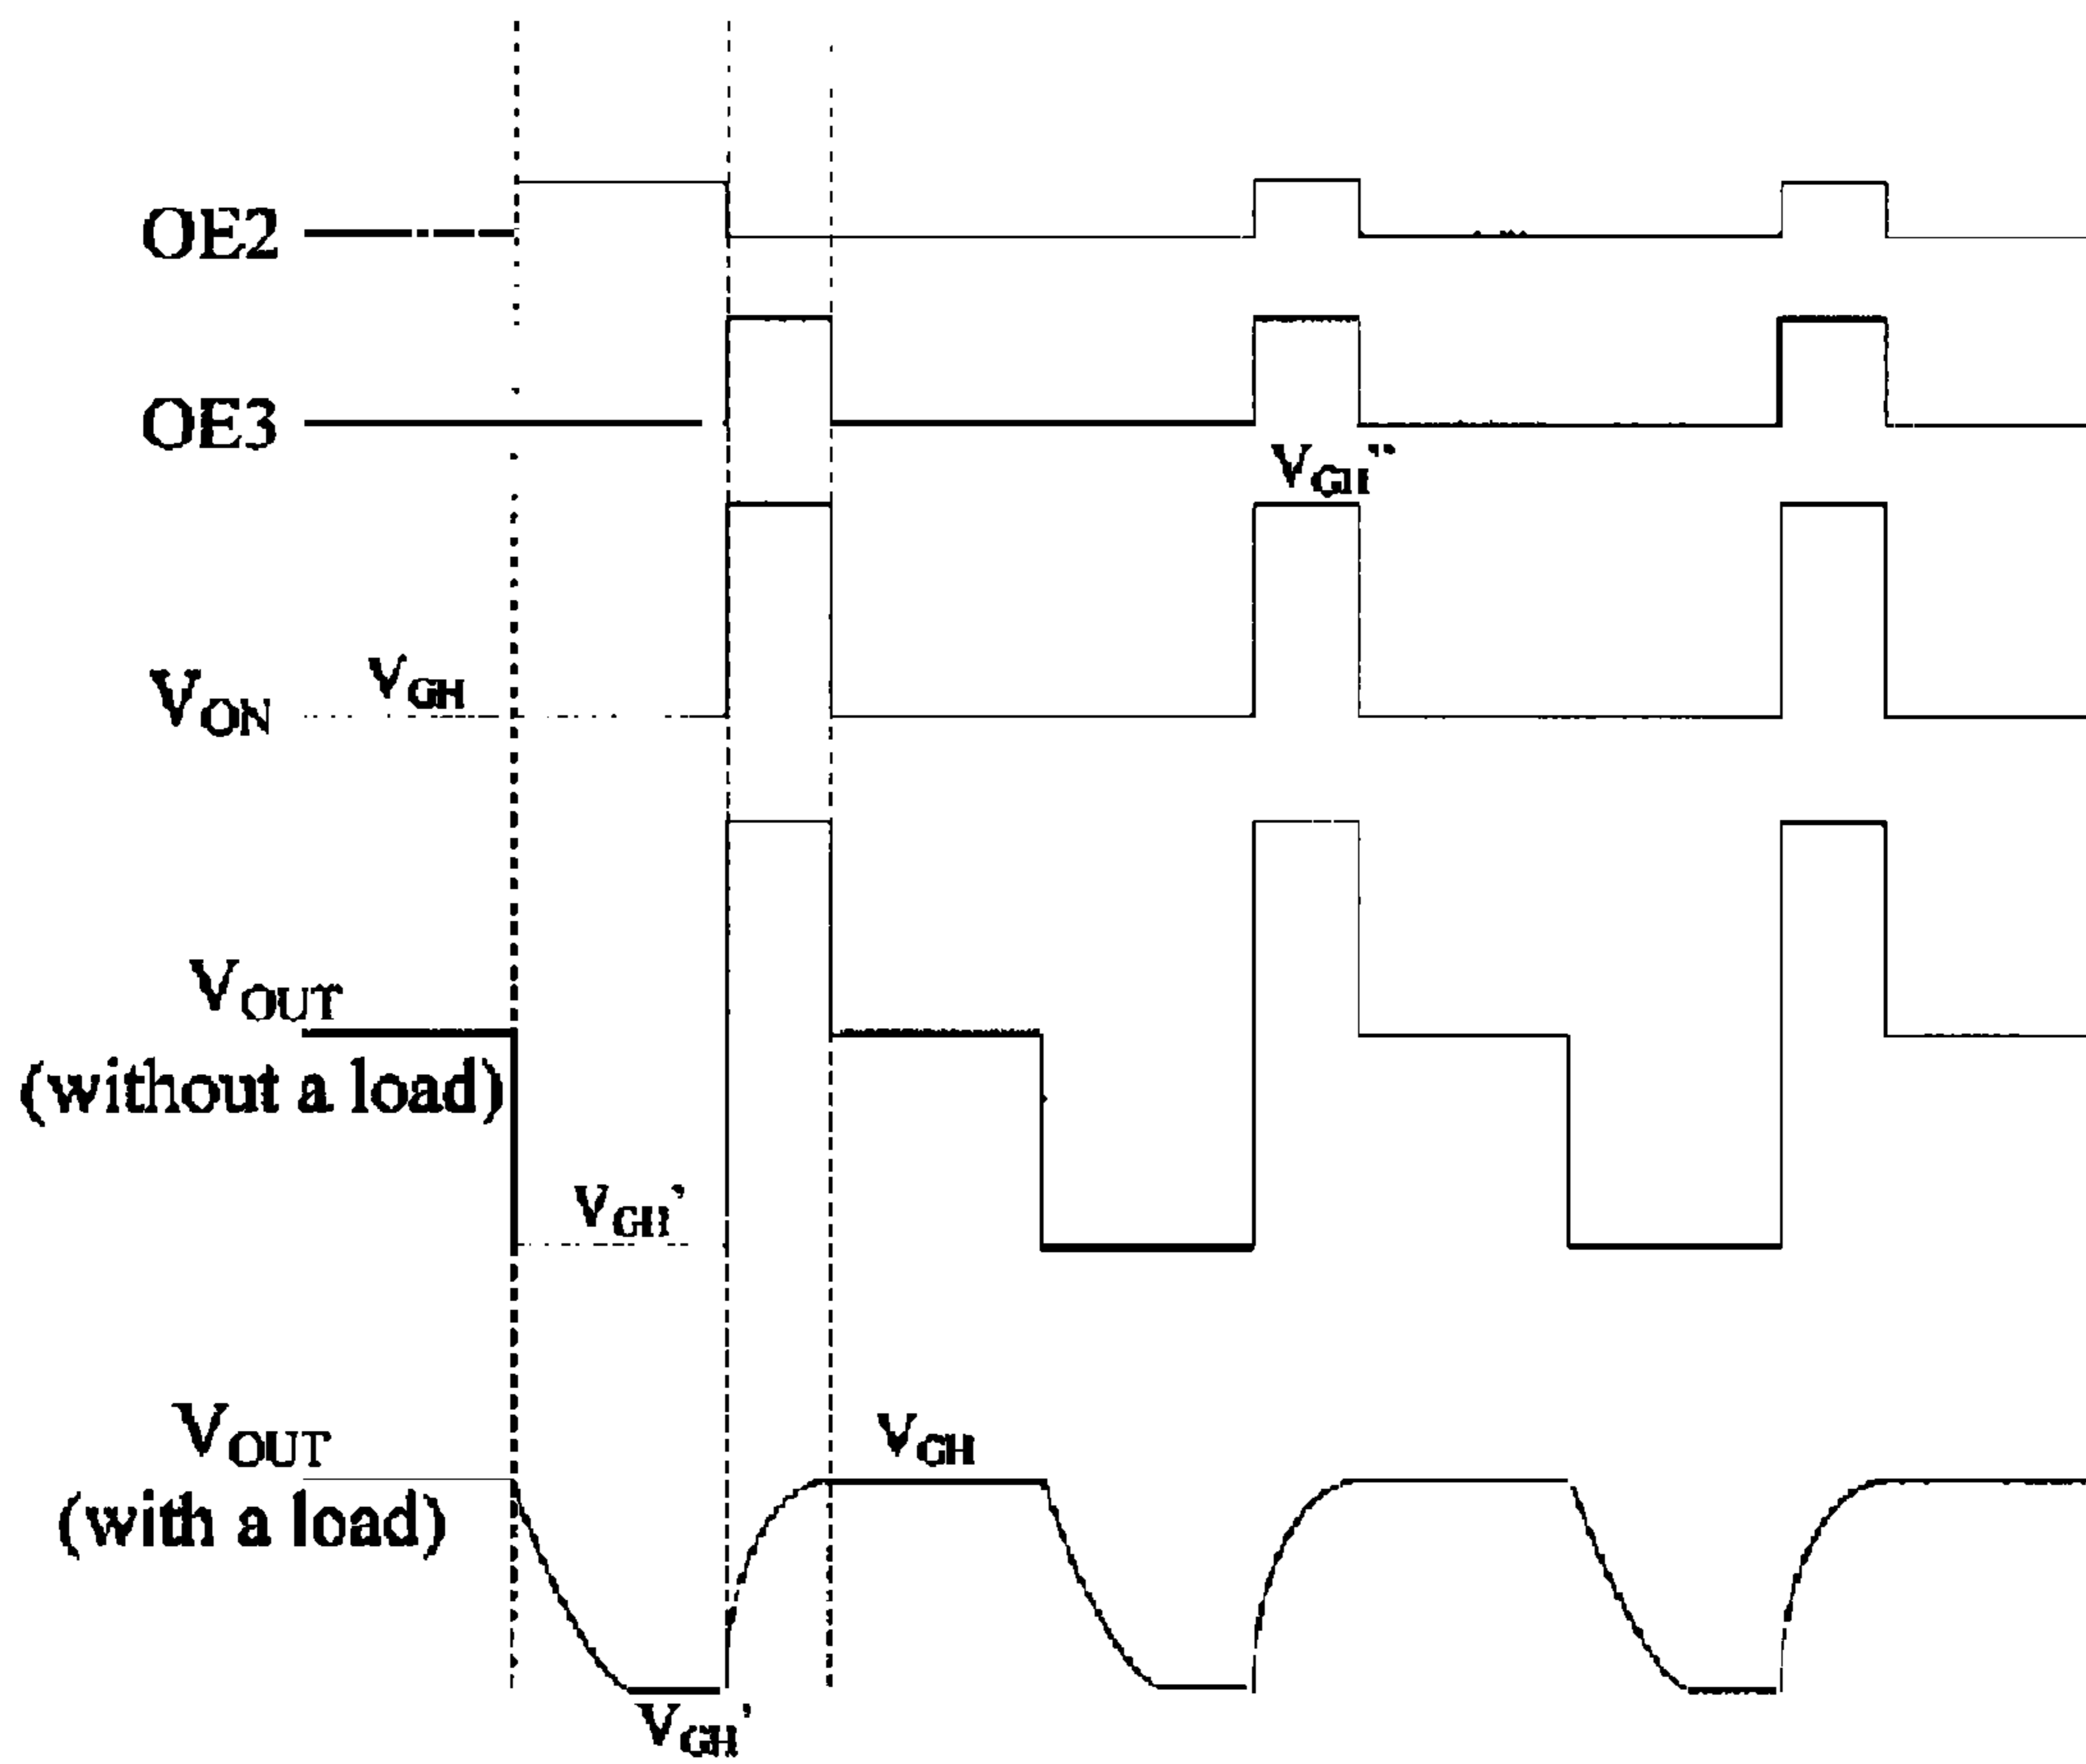 OE2
OE3
VGH"
VGH
VON
VOUT
(without a load)
VGH'
VOUT
VGH
(with a load)
VGH'